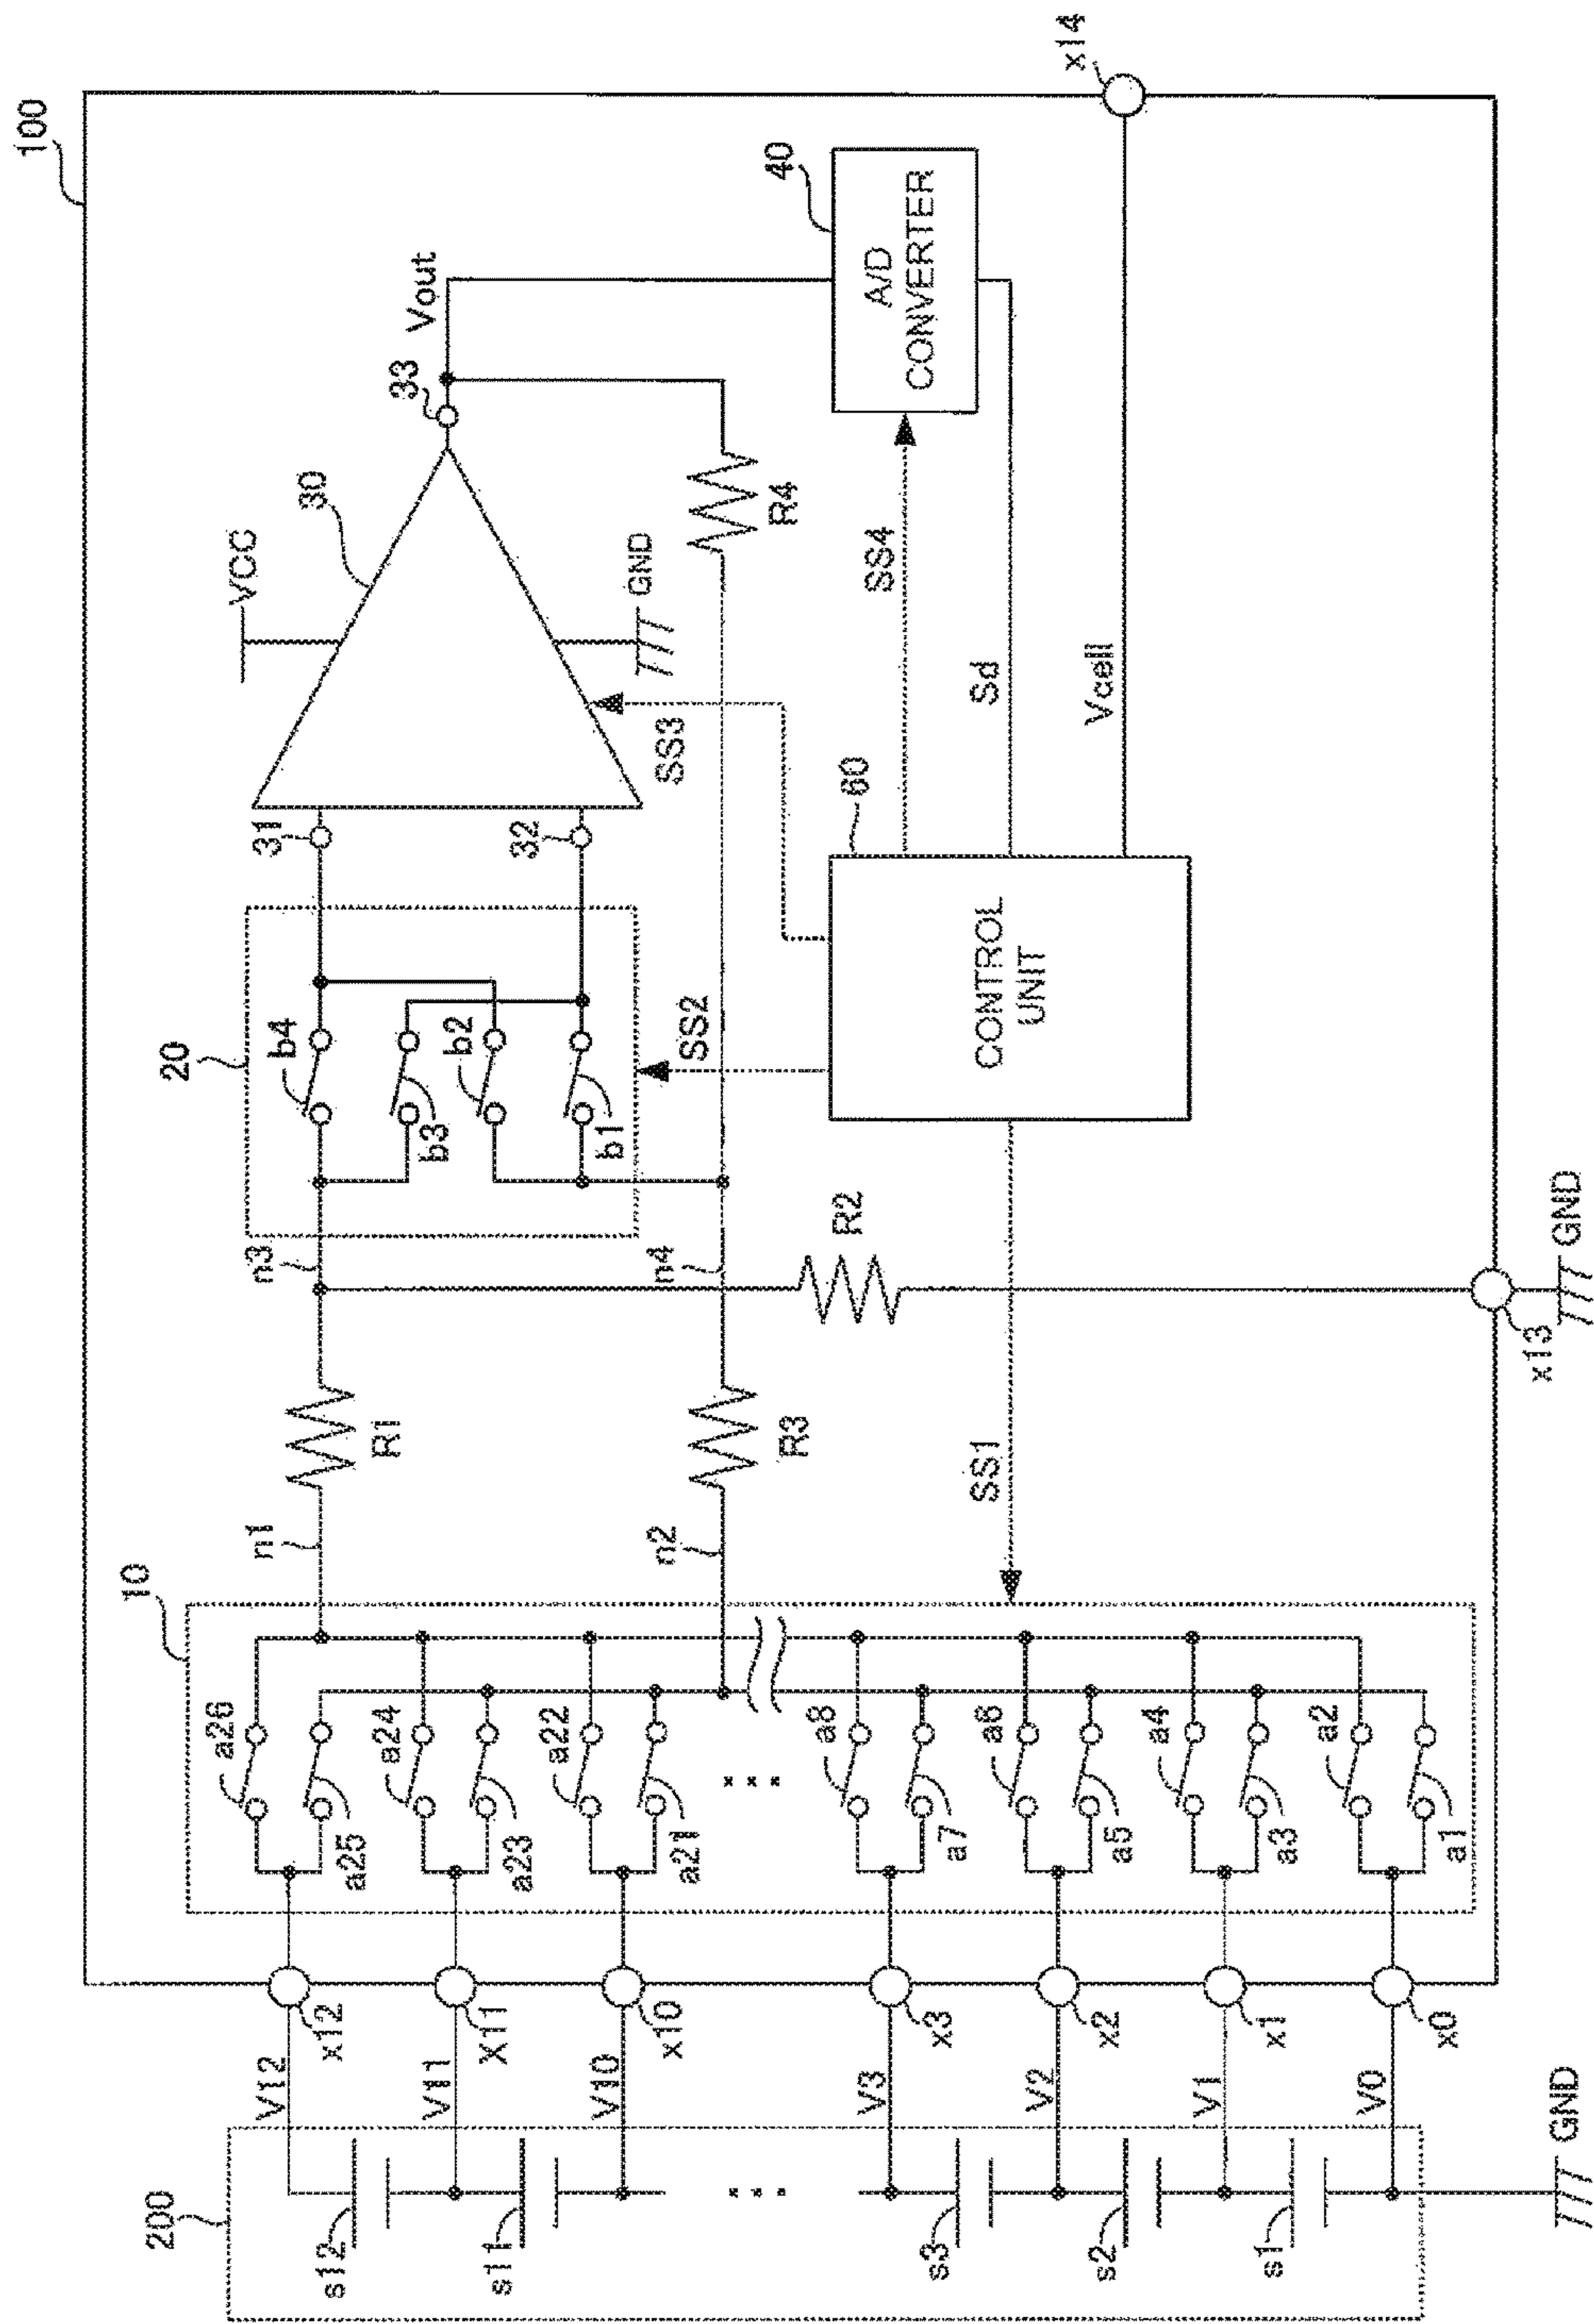 100
200
s12
s11
s3
s2
s1
GND
V12
V11
V10
V3
V2
V1
V0
x12
X11
x10
x3
x2
x1
x0
10
a26
a25
a24
a23
a22
a21
a8
a7
a6
a5
a4
a3
a2
a1
n1
n2
R1
R3
SS1
n3
n4
R2
x13
GND
20
b4
b3
b2
b1
SS2
31
32
30
VCC
GND
SS3
33
Vout
R4
60
CONTROL
UNIT
SS4
Sd
Vcell
40
A/D
CONVERTER
x14